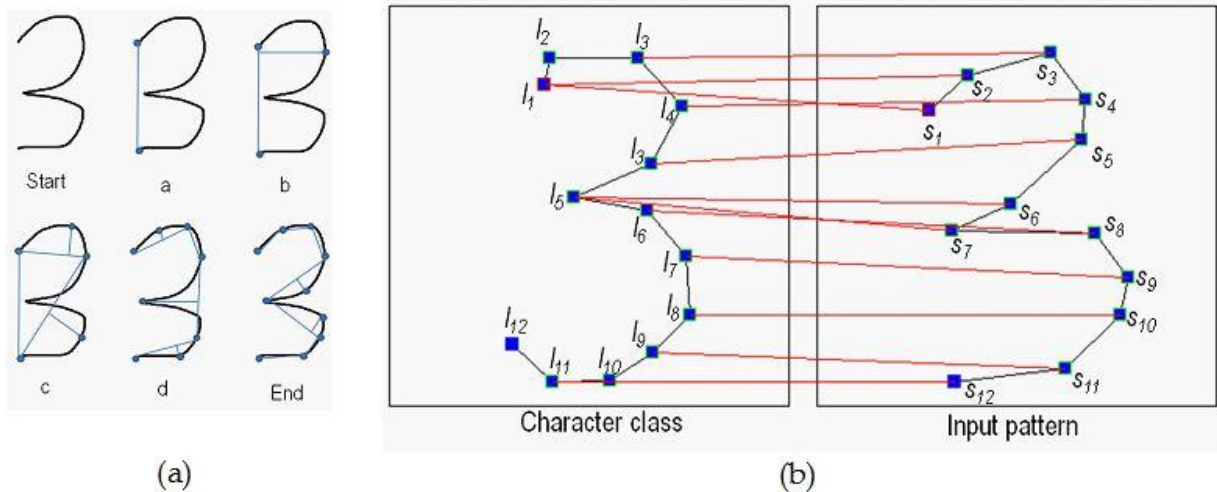 Start a b
c d End
(a)
l2 l3
l1
l4
l3
l5
l6
l7
l8
l12
l9
l11 l10
Character class
s3
s2
s4
s1
s5
s6
s8
s7
s9
s10
s11
s12
Input pattern
(b)